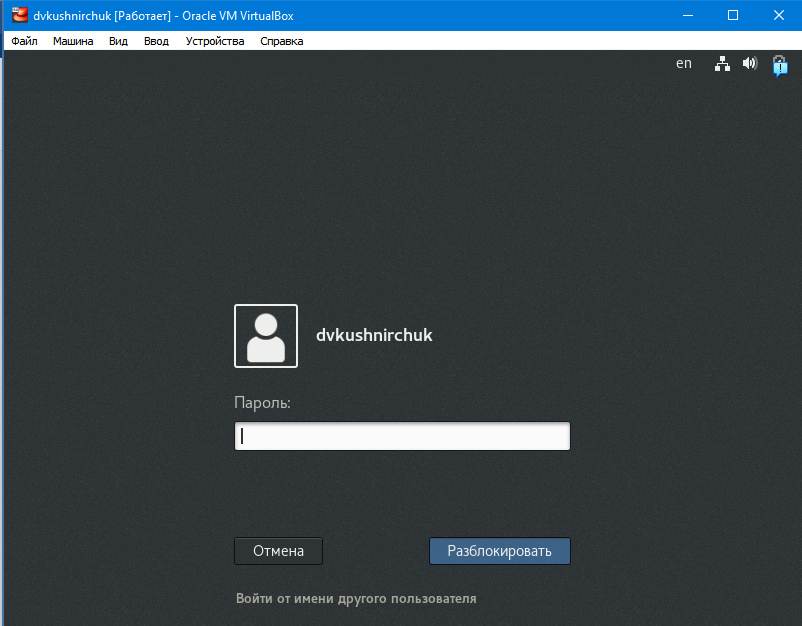 dvkushnirchuk [Работает] - Oracle VM VirtualBox
Файл Машина Вид Ввод Устройства Справка
en
dvkushnirchuk
Пароль:
Отмена Разблокировать
Войти от имени другого пользователя